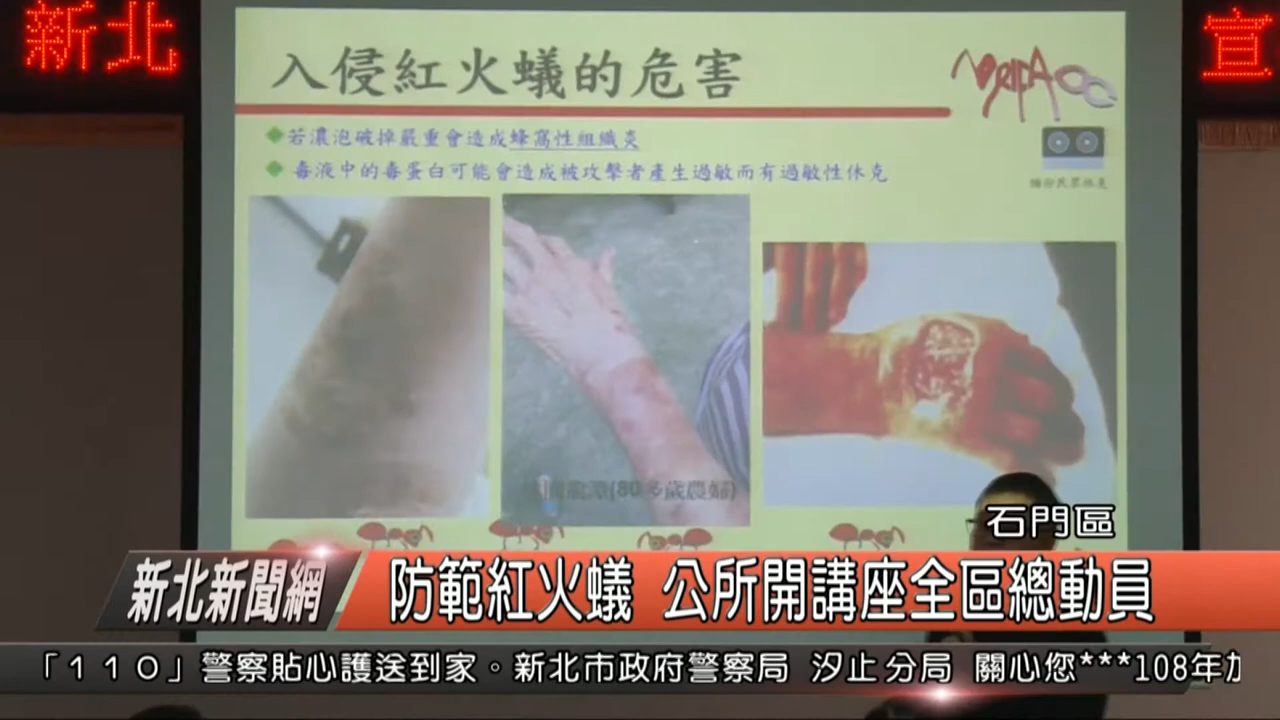 新北
宣
入侵紅火蟻的危害
若濃泡破掉嚴重會造成蜂窩性組織炎
毒液中的毒蛋白可能會造成被攻擊者產生過敏而有過敏性休克
(80多歲農婦)
石門區
新北新聞網
防範紅火蟻 公所開講座全區總動員
「110」警察貼心護送到家。新北市政府警察局 汐止分局 關心您***108年加